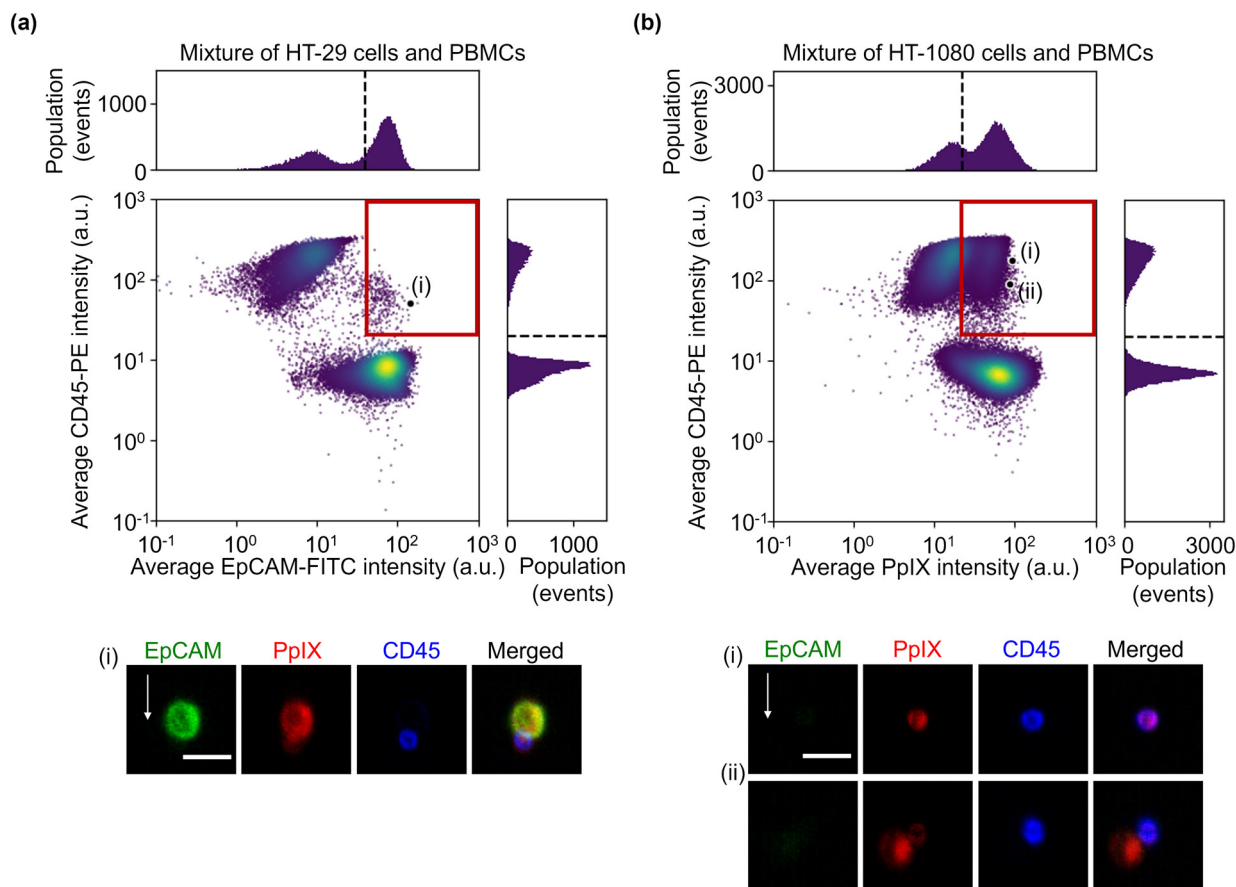 (a)
Mixture of HT-29 cells and PBMCs
Population
(events)
1000
0
Average CD45-PE intensity (a.u.)
10³
10²
10¹
10⁰
10⁻¹
(i)
10⁻¹ 10⁰ 10¹ 10² 10³
Average EpCAM-FITC intensity (a.u.)
0 1000
Population
(events)
(i)
EpCAM PpIX CD45 Merged
(b)
Mixture of HT-1080 cells and PBMCs
Population
(events)
3000
0
Average CD45-PE intensity (a.u.)
10³
10²
10¹
10⁰
10⁻¹
(i)
(ii)
10⁻¹ 10⁰ 10¹ 10² 10³
Average PpIX intensity (a.u.)
0 3000
Population
(events)
(i)
EpCAM PpIX CD45 Merged
(ii)